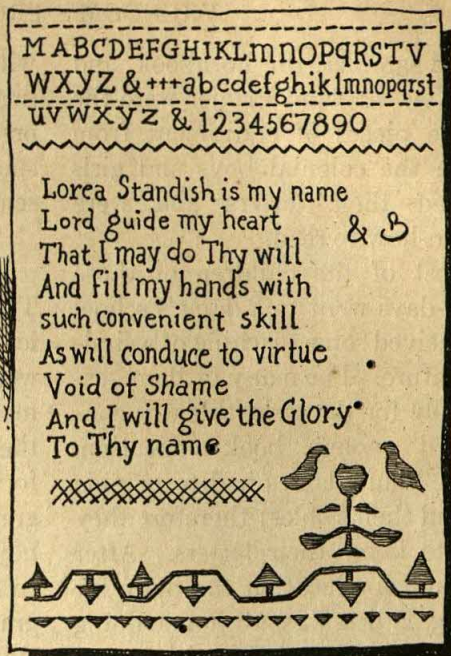 M ABCDEFGHIKLmnOPqRSTV
WXYZ & +++abcdefghiklmnopqrst
uvwxyz & 1234567890
Lorea Standish is my name
Lord guide my heart
& B
That I may do Thy will
And fill my hands with
such convenient skill
As will conduce to virtue
Void of Shame
And I will give the Glory
To Thy name